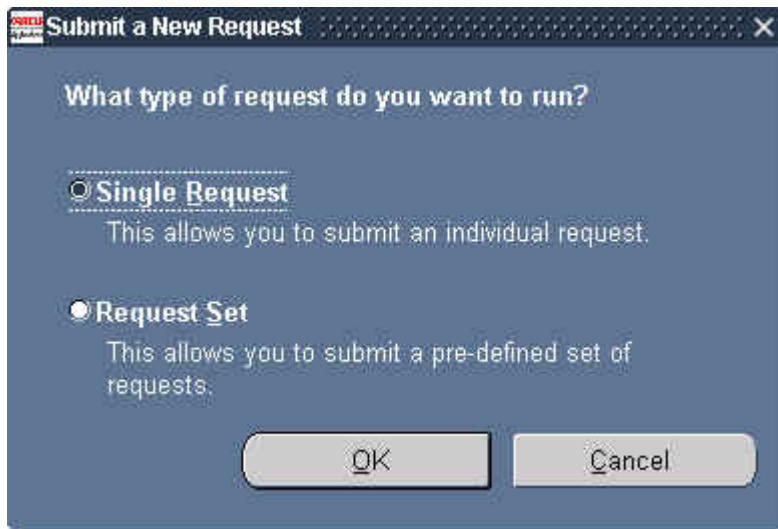 ORACLE
Submit a New Request
What type of request do you want to run?
Single Request
This allows you to submit an individual request.
Request Set
This allows you to submit a pre-defined set of
requests.
OK
Cancel